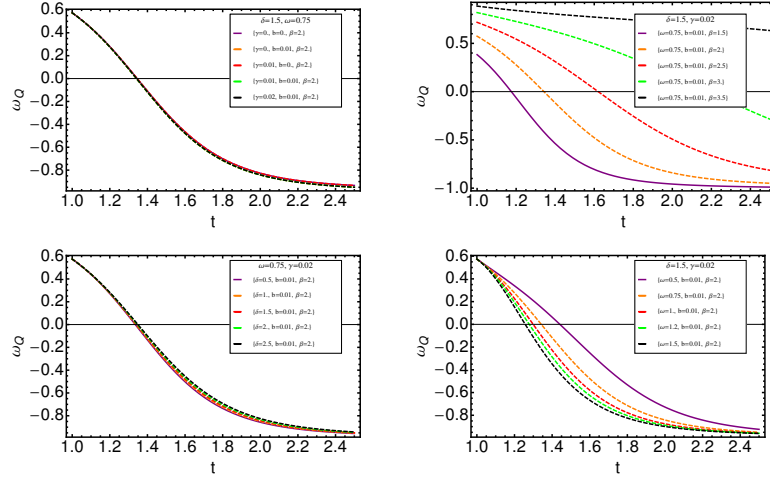 δ=1.5, ω=0.75
{γ=0., b=0., β=2.}
{γ=0., b=0.01, β=2.}
{γ=0.01, b=0., β=2.}
{γ=0.01, b=0.01, β=2.}
{γ=0.02, b=0.01, β=2.}
0.6
0.4
0.2
0.0
−0.2
−0.4
−0.6
−0.8
ω_Q
1.0 1.2 1.4 1.6 1.8 2.0 2.2 2.4
t
δ=1.5, γ=0.02
{ω=0.75, b=0.01, β=1.5}
{ω=0.75, b=0.01, β=2.}
{ω=0.75, b=0.01, β=2.5}
{ω=0.75, b=0.01, β=3.}
{ω=0.75, b=0.01, β=3.5}
0.5
0.0
−0.5
−1.0
ω_Q
1.0 1.2 1.4 1.6 1.8 2.0 2.2 2.4
t
ω=0.75, γ=0.02
{δ=0.5, b=0.01, β=2.}
{δ=1., b=0.01, β=2.}
{δ=1.5, b=0.01, β=2.}
{δ=2., b=0.01, β=2.}
{δ=2.5, b=0.01, β=2.}
0.6
0.4
0.2
0.0
−0.2
−0.4
−0.6
−0.8
ω_Q
1.0 1.2 1.4 1.6 1.8 2.0 2.2 2.4
t
δ=1.5, γ=0.02
{ω=0.5, b=0.01, β=2.}
{ω=0.75, b=0.01, β=2.}
{ω=1., b=0.01, β=2.}
{ω=1.2, b=0.01, β=2.}
{ω=1.5, b=0.01, β=2.}
0.6
0.4
0.2
0.0
−0.2
−0.4
−0.6
−0.8
ω_Q
1.0 1.2 1.4 1.6 1.8 2.0 2.2 2.4
t